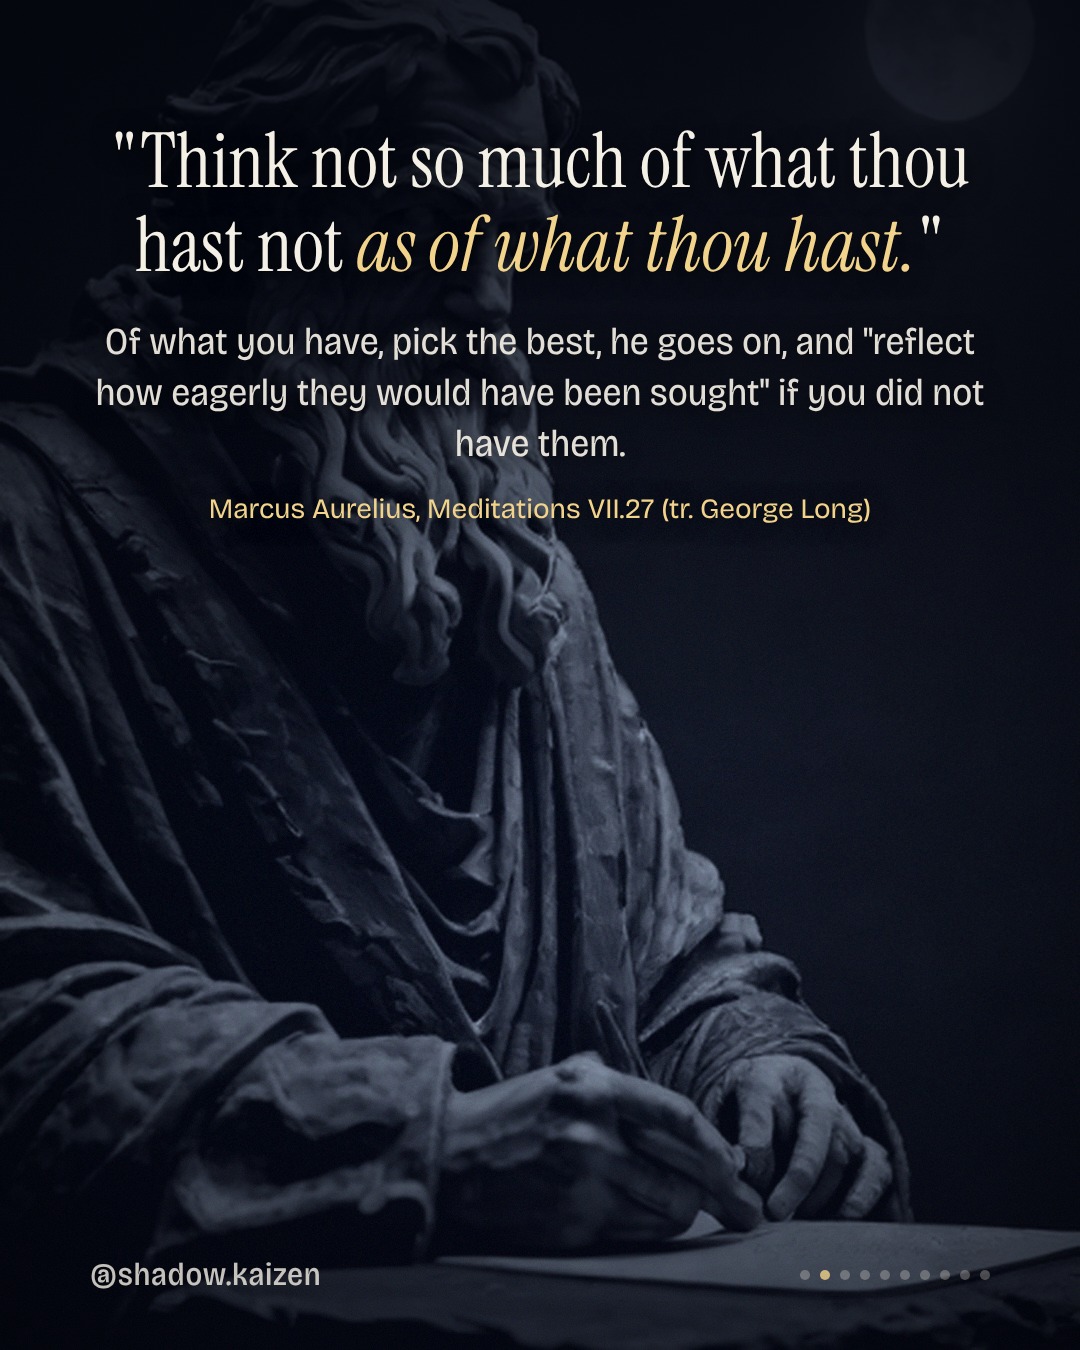 "Think not so much of what thou
hast not as of what thou hast."
Of what you have, pick the best, he goes on, and "reflect
how eagerly they would have been sought" if you did not
have them.
Marcus Aurelius, Meditations VII.27 (tr. George Long)
@shadow.kaizen